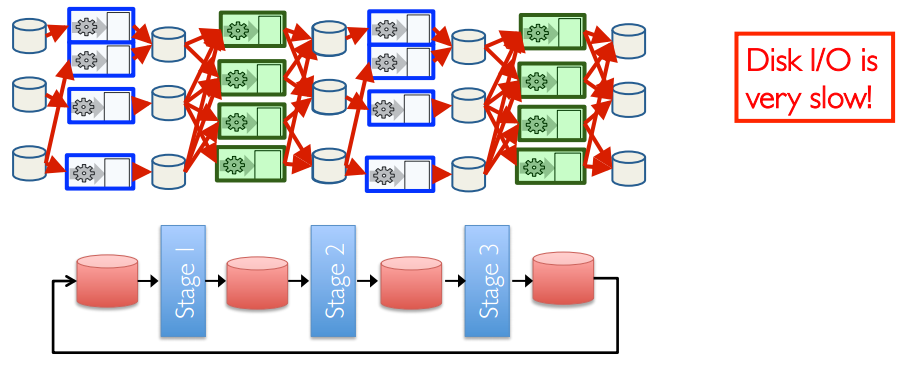 Disk I/O is
very slow!
Stage 1
Stage 2
Stage 3